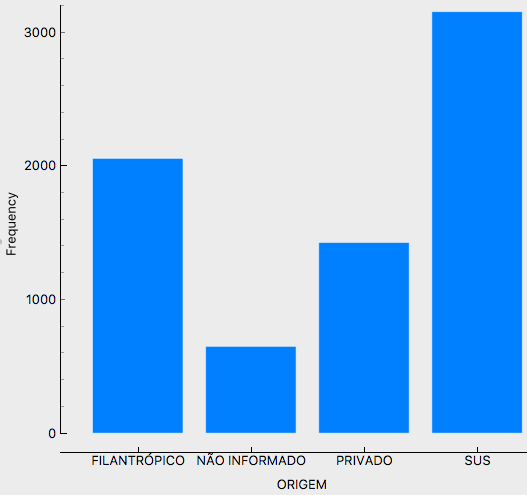 3000
2000
1000
0
Frequency
FILANTRÓPICO NÃO INFORMADO PRIVADO SUS
ORIGEM